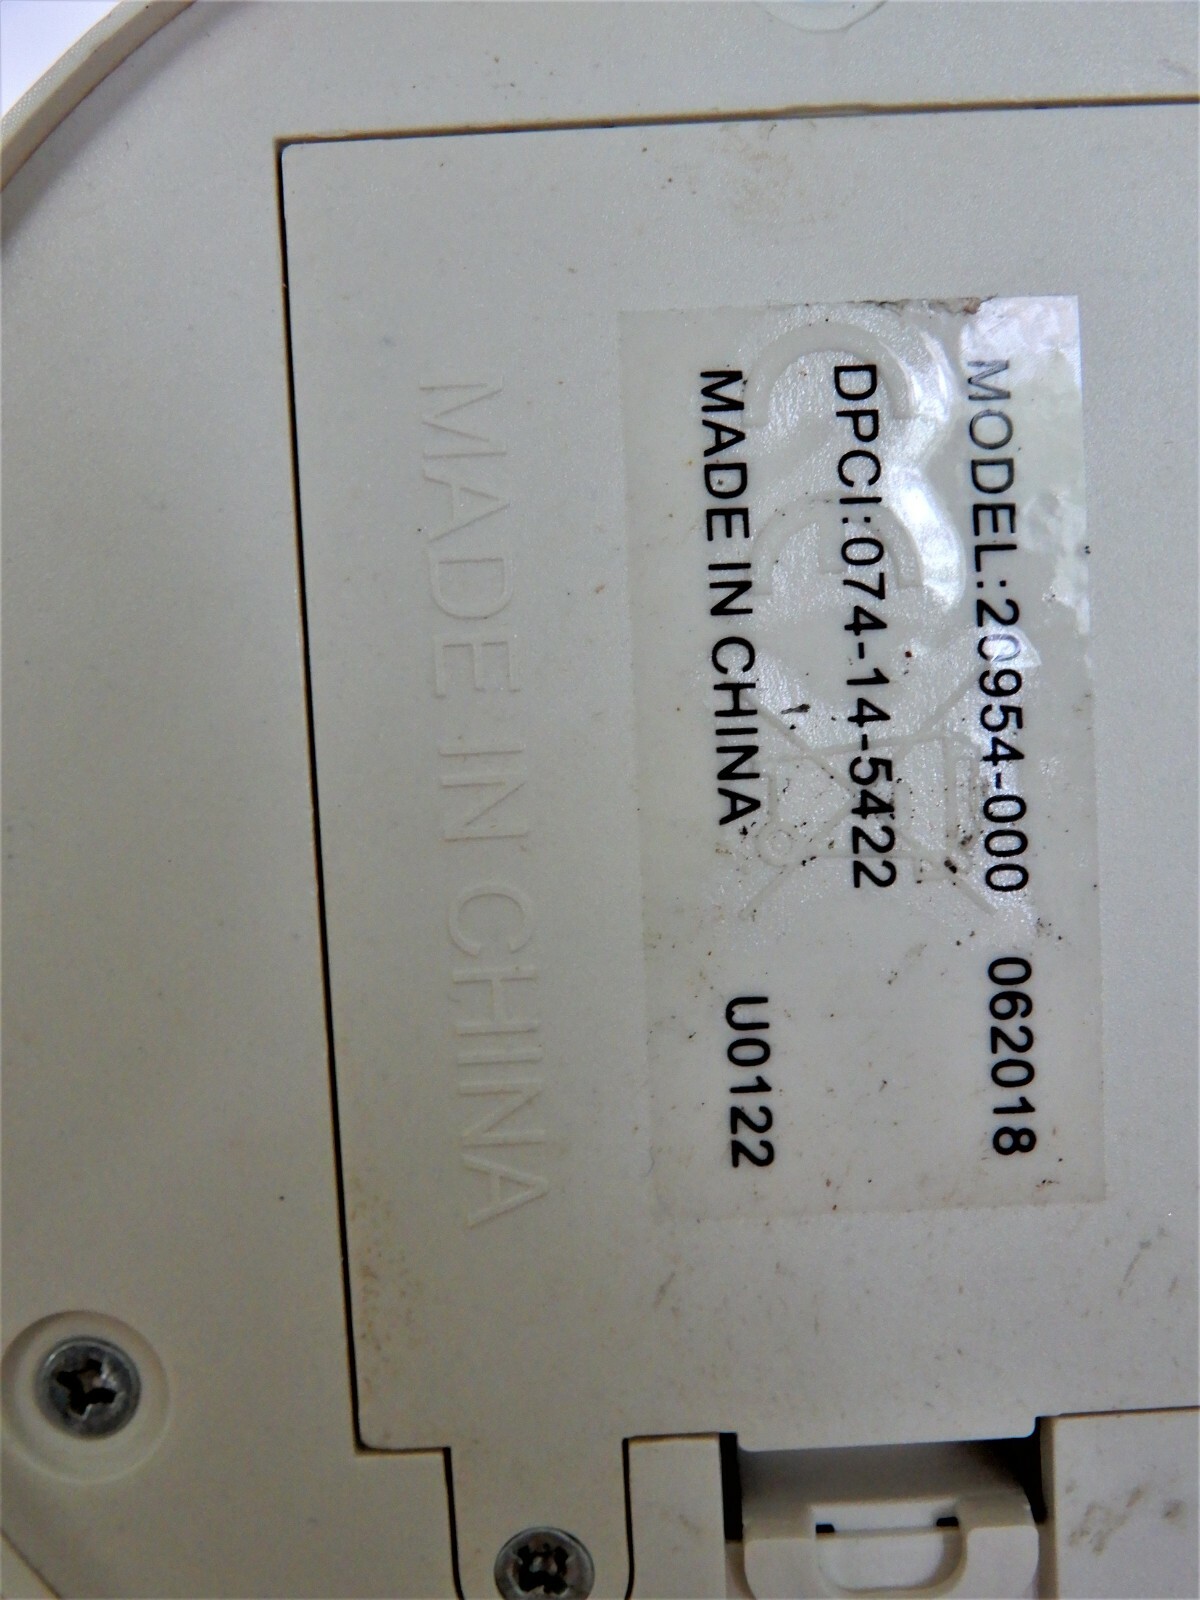 MODEL:20954-000 062018
DPCI:074-14-5422
MADE IN CHINA U0122
MADE IN CHINA